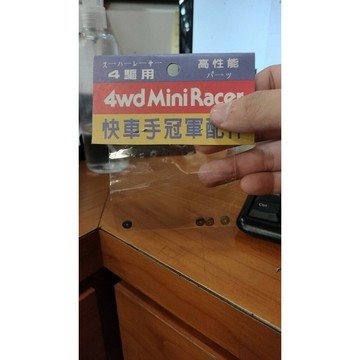 スーパーレーサー
4驅用
高性能
パーツ
4wd Mini Racer
快車手冠軍配件